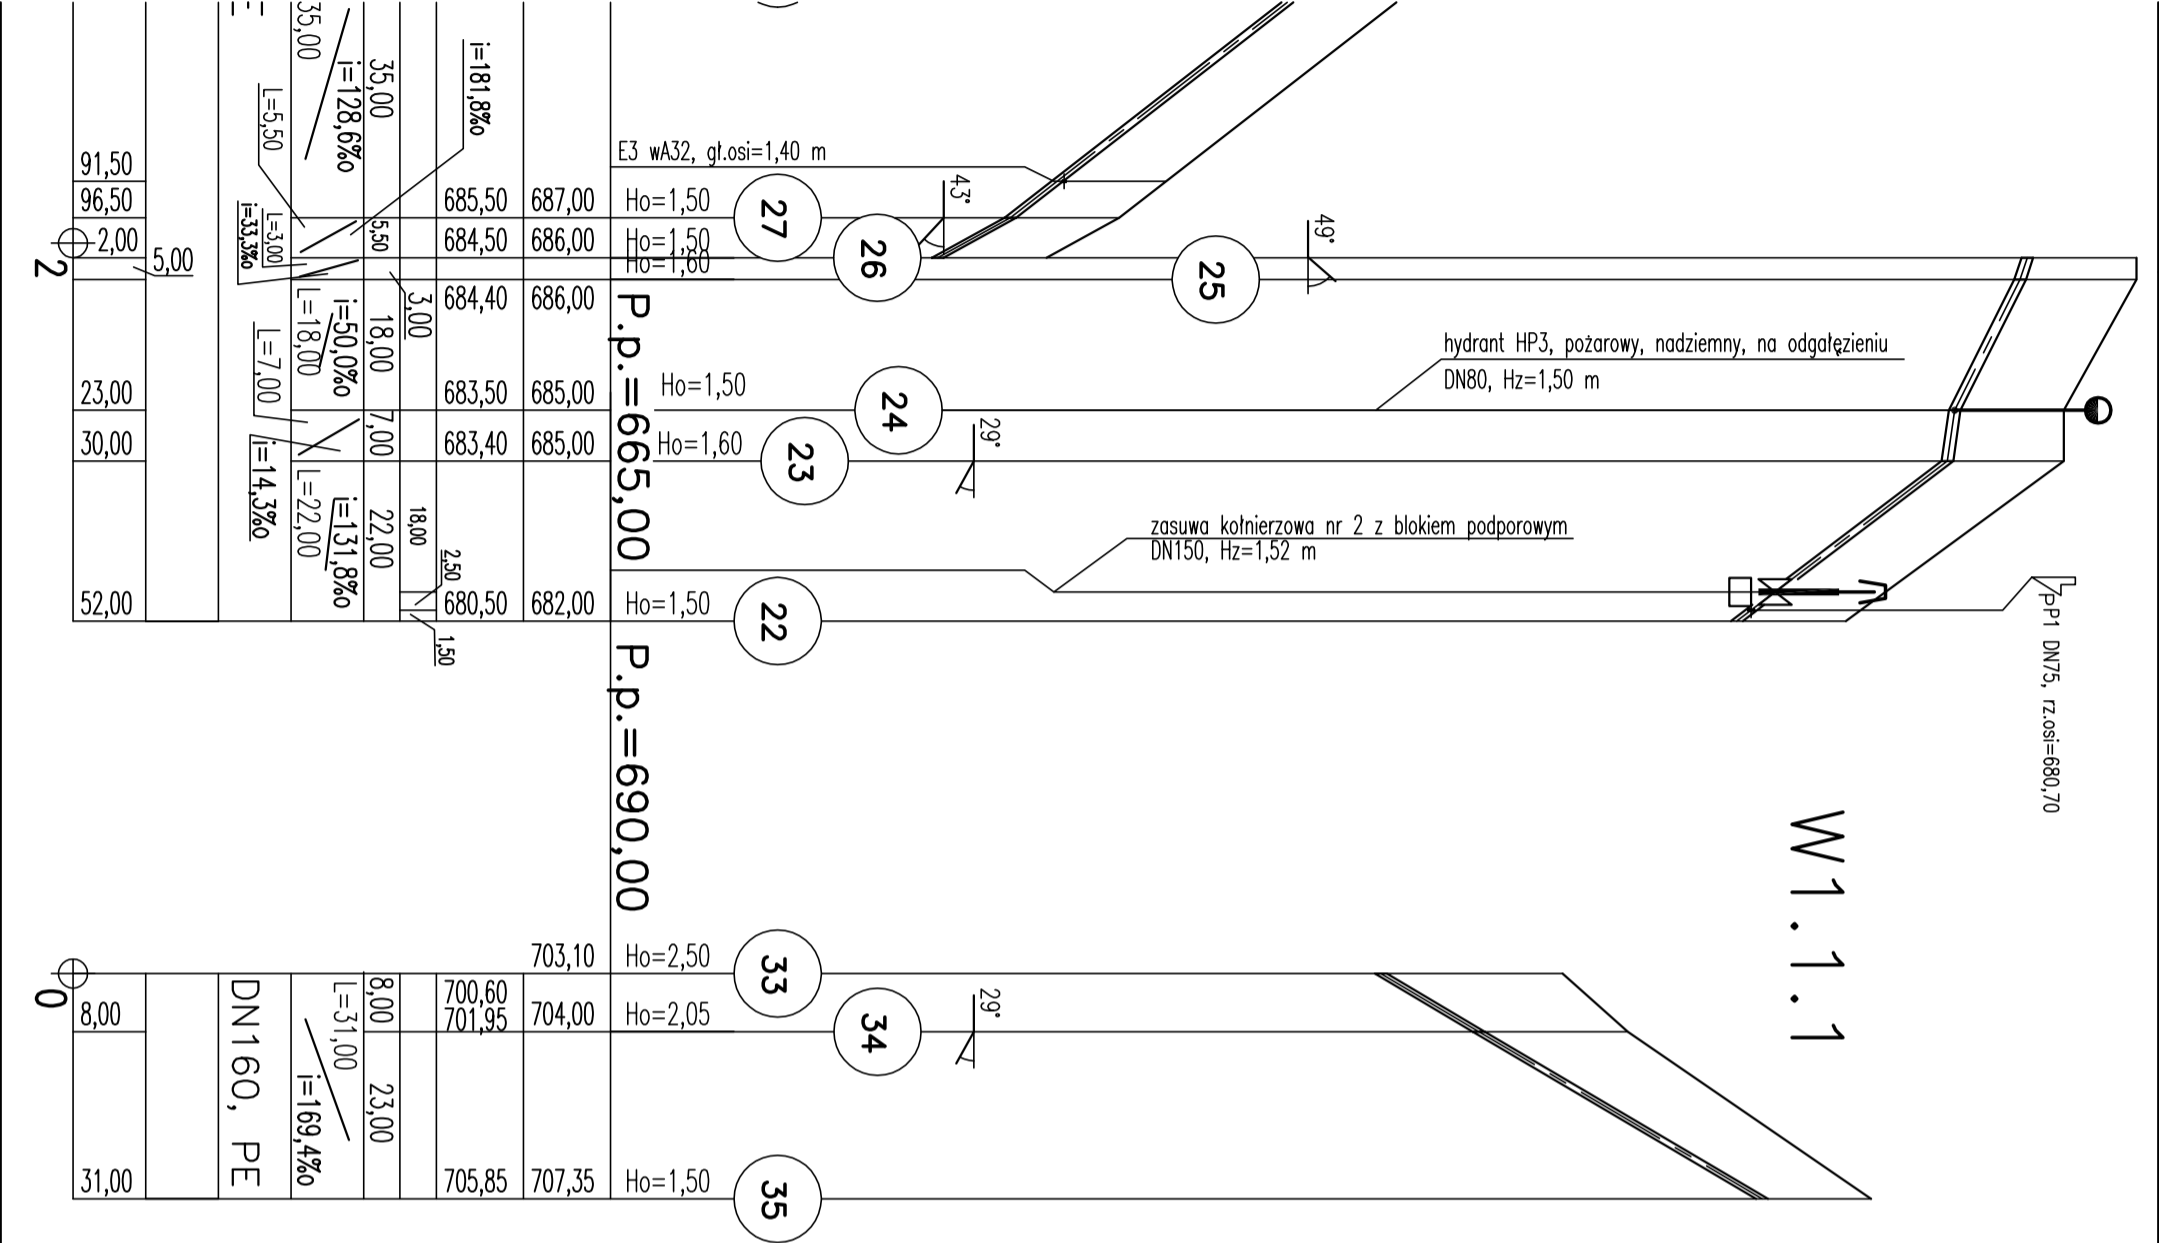 35,00
i=128,6‰
35,00
i=181,8‰
L=5,50
E3 wA32, gł.osi=1,40 m
91,50
96,50
685,50
687,00
Ho=1,50
27
43°
49°
2,00
5,50
684,50
686,00
Ho=1,50
26
L=3,00
i=33,3‰
5,00
2
Ho=1,60
25
3,00
684,40
686,00
L=18,00
i=50,0‰
18,00
P.p.=665,00
hydrant HP3, pożarowy, nadziemny, na odgałęzieniu
DN80, Hz=1,50 m
L=7,00
23,00
683,50
685,00
Ho=1,50
24
7,00
30,00
683,40
685,00
Ho=1,60
23
29°
i=14,3‰
L=22,00
i=131,8‰
22,00
18,00
2,50
zasuwa kołnierzowa nr 2 z blokiem podporowym
DN150, Hz=1,52 m
52,00
680,50
682,00
Ho=1,50
22
1,50
pP1 DN75, rz.osi=680,70
P.p.=690,00
W1.1.1
703,10
Ho=2,50
33
0
DN160, PE
L=31,00
i=169,4‰
8,00
700,60
8,00
701,95
704,00
Ho=2,05
34
29°
23,00
31,00
705,85
707,35
Ho=1,50
35